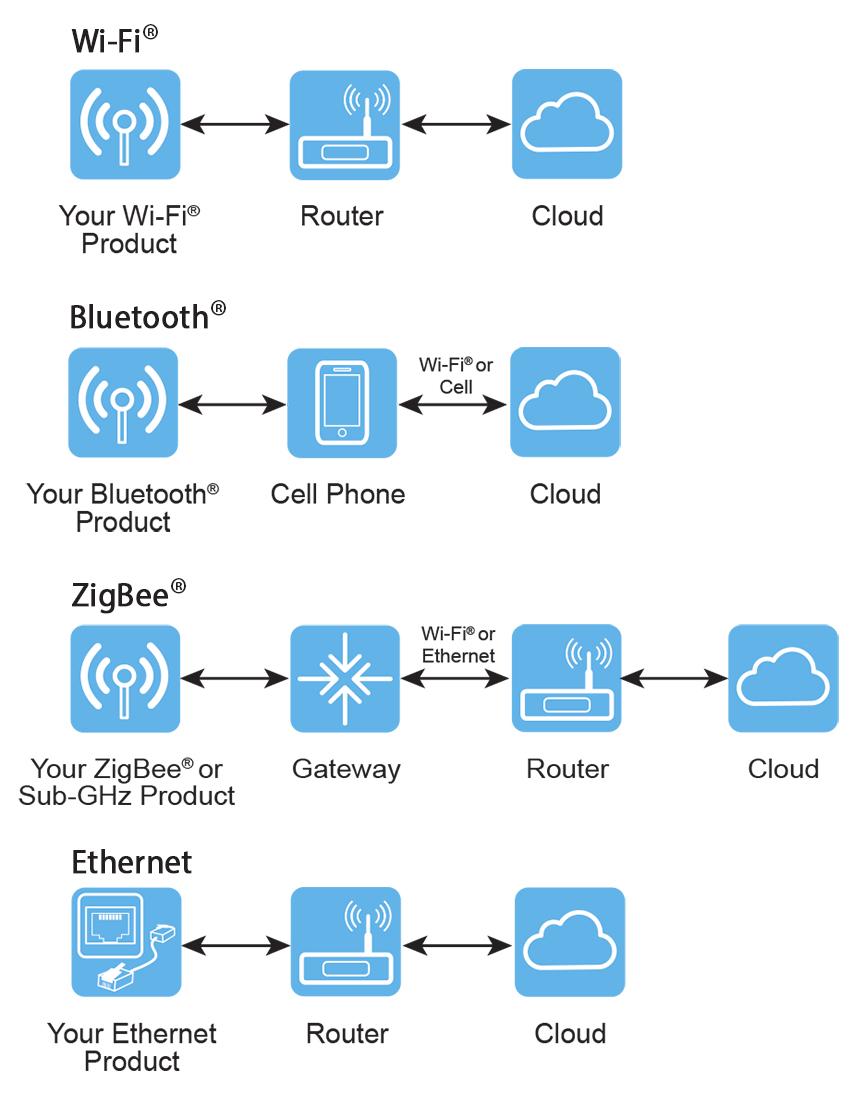 Wi-Fi®
Your Wi-Fi®
Product
Router
Cloud
Bluetooth®
Wi-Fi® or
Cell
Your Bluetooth®
Product
Cell Phone
Cloud
ZigBee®
Wi-Fi® or
Ethernet
Your ZigBee® or
Sub-GHz Product
Gateway
Router
Cloud
Ethernet
Your Ethernet
Product
Router
Cloud